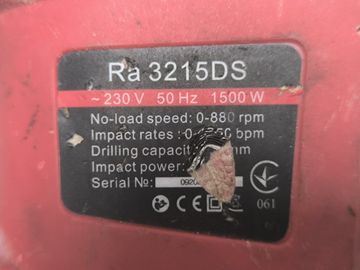 Ra 3215DS
~ 230 V 50 Hz 1500 W
No-load speed: 0-880 rpm
Impact rates : bpm
Drilling capacit
Impact power:
Serial №:
061